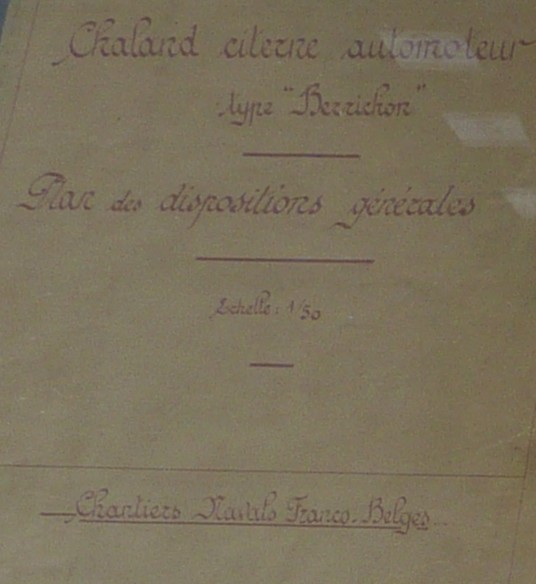 Chaland citerne automoteur
type "Berrichon"
Plan des dispositions générales
Echelle : 1/50
Chantiers Navals Franco-Belges